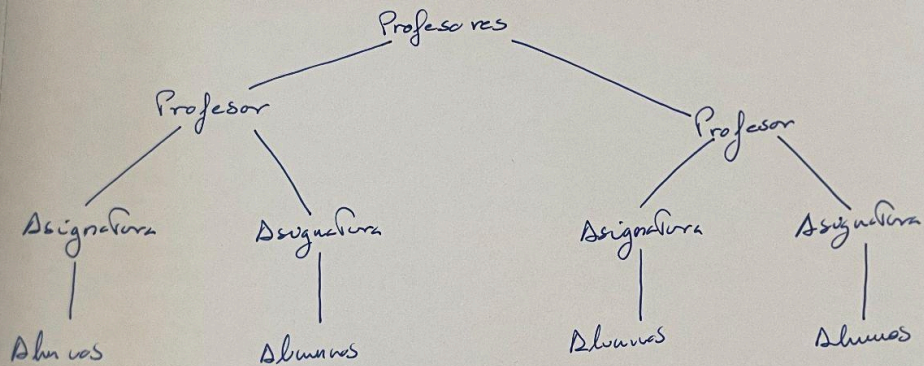 Profesores
Profesor Profesor
Asignatura Asignatura Asignatura Asignatura
Alumnos Alumnos Alumnos Alumnos